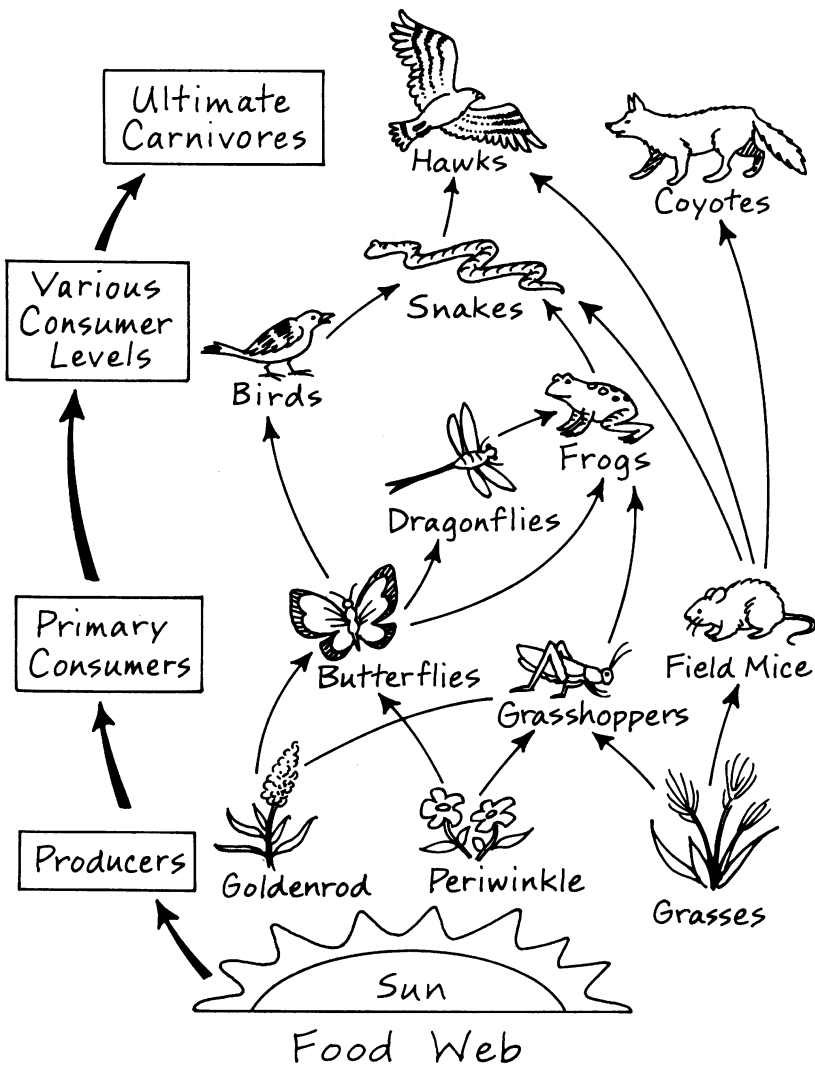 Ultimate
Carnivores
Hawks
Coyotes
Various
Consumer
Levels
Snakes
Birds
Frogs
Dragonflies
Primary
Consumers
Butterflies
Field Mice
Grasshoppers
Producers
Goldenrod
Periwinkle
Grasses
Sun
Food Web